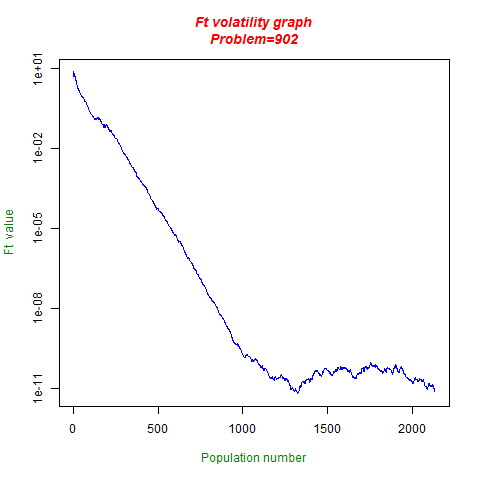 Ft volatility graph
Problem=902
1e+01
1e-02
1e-05
1e-08
1e-11
Ft value
0 500 1000 1500 2000
Population number